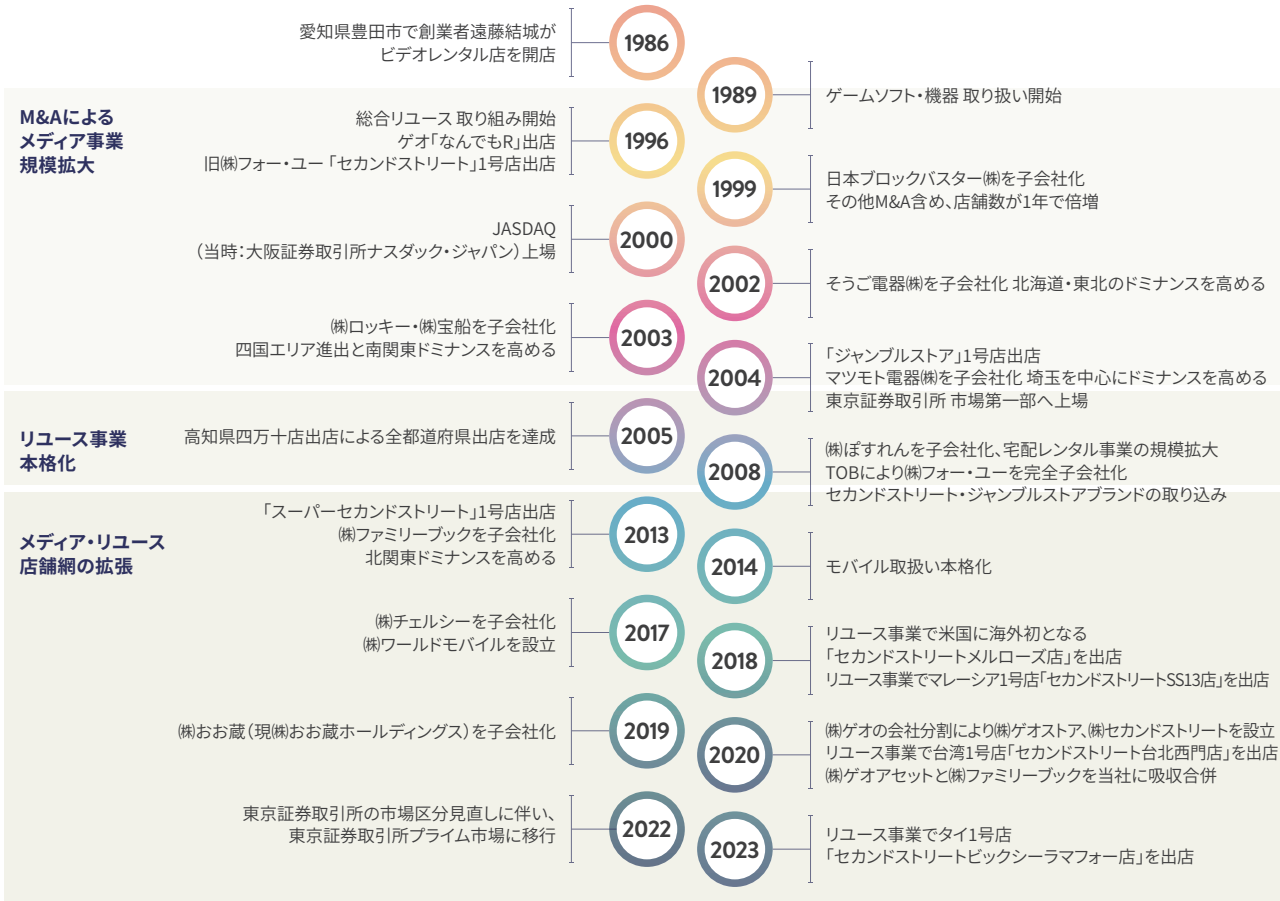 愛知県豊田市で創業者遠藤結城が
ビデオレンタル店を開店
1986
1989
ゲームソフト・機器 取り扱い開始
M&Aによる
メディア事業
規模拡大
総合リユース 取り組み開始
ゲオ「なんでもR」出店
旧㈱フォー・ユー 「セカンドストリート」1号店出店
1996
1999
日本ブロックバスター㈱を子会社化
その他M&A含め、店舗数が1年で倍増
JASDAQ
（当時：大阪証券取引所ナスダック・ジャパン）上場
2000
2002
そうご電器㈱を子会社化 北海道・東北のドミナンスを高める
㈱ロッキー・㈱宝船を子会社化
四国エリア進出と南関東ドミナンスを高める
2003
2004
「ジャンブルストア」1号店出店
マツモト電器㈱を子会社化 埼玉を中心にドミナンスを高める
東京証券取引所 市場第一部へ上場
リユース事業
本格化
高知県四万十店出店による全都道府県出店を達成
2005
2008
㈱ぽすれんを子会社化、宅配レンタル事業の規模拡大
TOBにより㈱フォー・ユーを完全子会社化
セカンドストリート・ジャンブルストアブランドの取り込み
メディア・リユース
店舗網の拡張
「スーパーセカンドストリート」1号店出店
㈱ファミリーブックを子会社化
北関東ドミナンスを高める
2013
2014
モバイル取扱い本格化
㈱チェルシーを子会社化
㈱ワールドモバイルを設立
2017
2018
リユース事業で米国に海外初となる
「セカンドストリートメルローズ店」を出店
リユース事業でマレーシア1号店「セカンドストリートSS13店」を出店
㈱おお蔵（現㈱おお蔵ホールディングス）を子会社化
2019
2020
㈱ゲオの会社分割により㈱ゲオストア、㈱セカンドストリートを設立
リユース事業で台湾1号店「セカンドストリート台北西門店」を出店
㈱ゲオアセットと㈱ファミリーブックを当社に吸収合併
東京証券取引所の市場区分見直しに伴い、
東京証券取引所プライム市場に移行
2022
2023
リユース事業でタイ1号店
「セカンドストリートビックシーラマフォー店」を出店